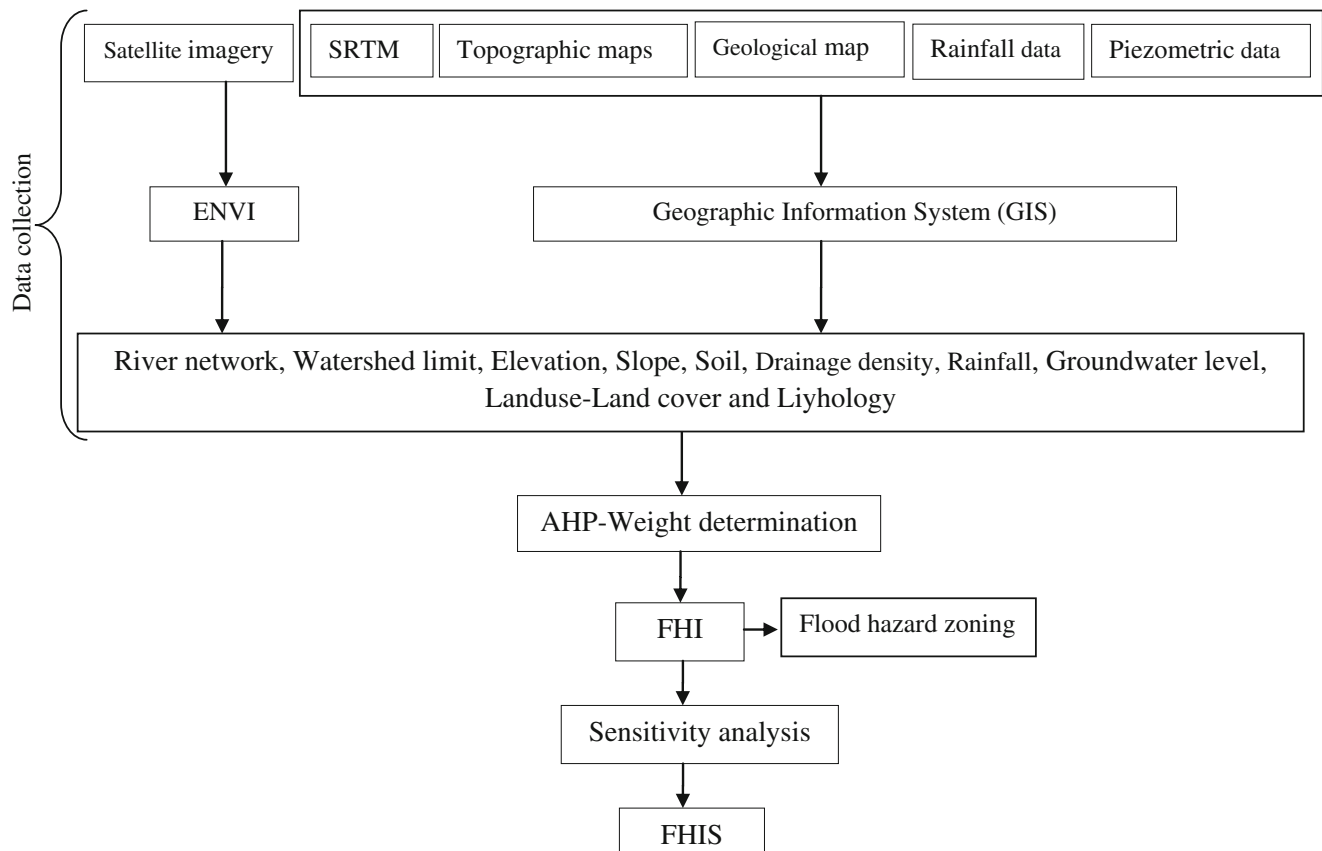 Satellite imagery
SRTM
Topographic maps
Geological map
Rainfall data
Piezometric data
Data collection
ENVI
Geographic Information System (GIS)
River network, Watershed limit, Elevation, Slope, Soil, Drainage density, Rainfall, Groundwater level,
Landuse-Land cover and Liyhology
AHP-Weight determination
FHI
Flood hazard zoning
Sensitivity analysis
FHIS